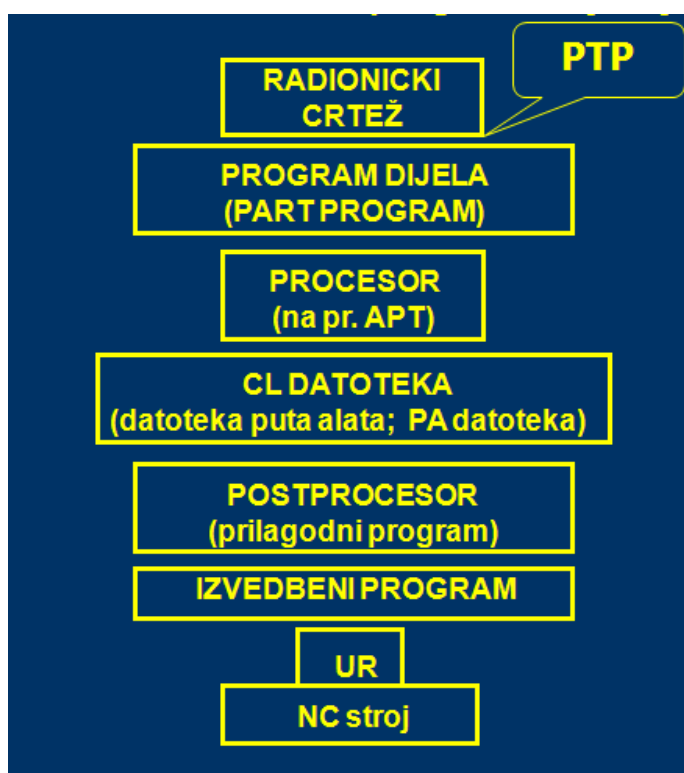 PTP
RADIONICKI
CRTEŽ
PROGRAM DIJELA
(PART PROGRAM)
PROCESOR
(na pr. APT)
CL DATOTEKA
(datoteka puta alata; PA datoteka)
POSTPROCESOR
(prilagodni program)
IZVEDBENI PROGRAM
UR
NC stroj